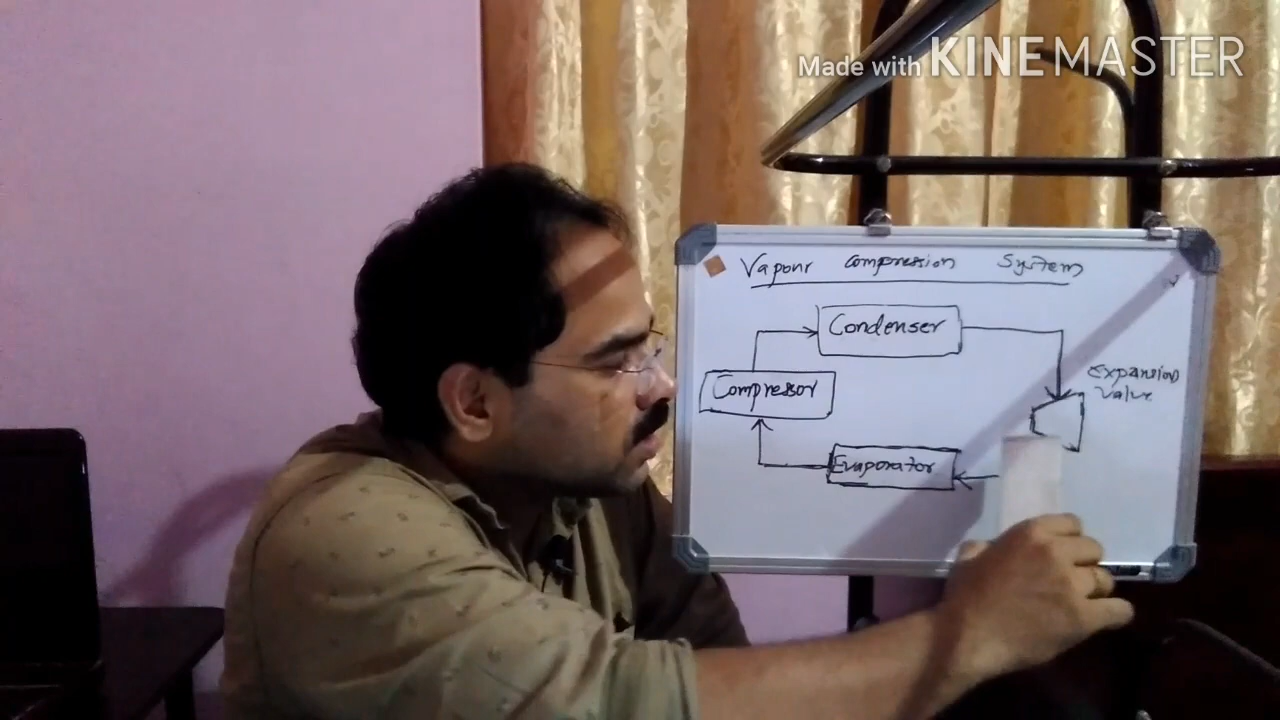 Made with KINEMASTER
Vapour Compression System
Condenser
Compressor
Expansion
Valve
Evaporator